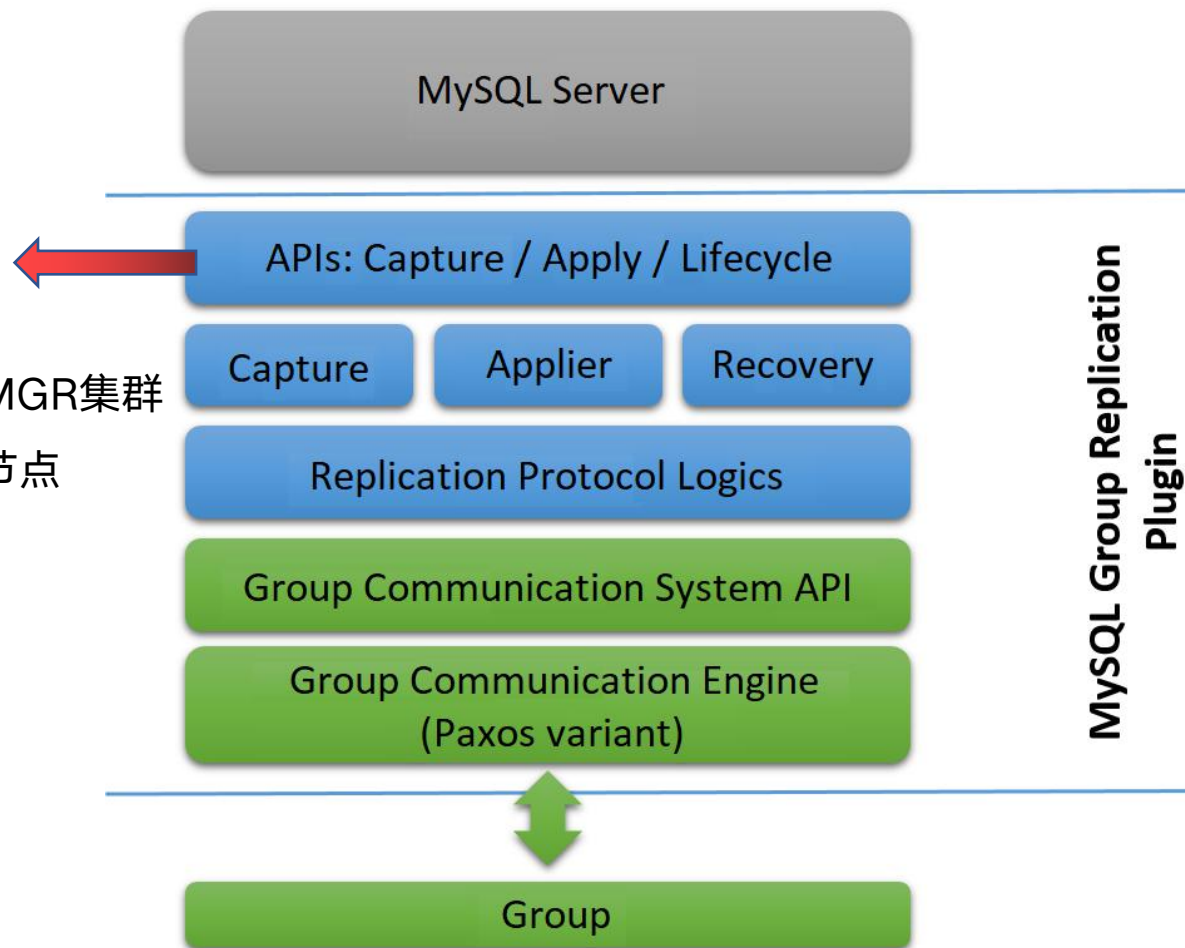 MySQL Server
APIs: Capture / Apply / Lifecycle
Capture
Applier
Recovery
MGR集群
节点
Replication Protocol Logics
Group Communication System API
Group Communication Engine
(Paxos variant)
Group
MySQL Group Replication
Plugin